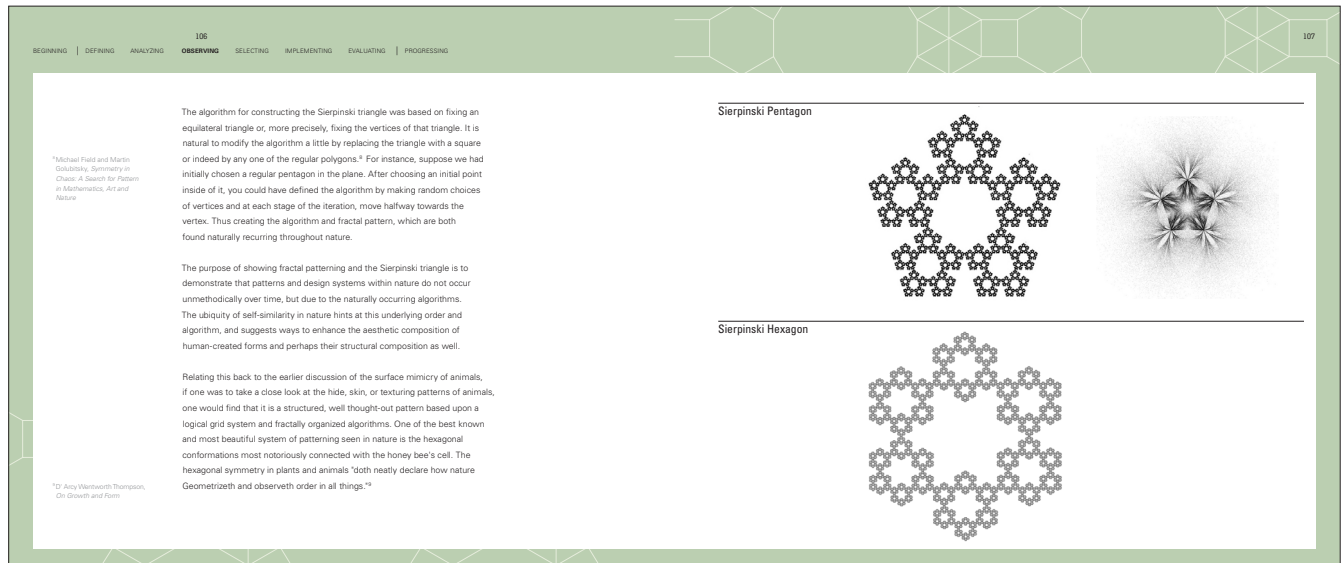 106
BEGINNING | DEFINING ANALYZING OBSERVING SELECTING IMPLEMENTING EVALUATING | PROGRESSING
107
The algorithm for constructing the Sierpinski triangle was based on fixing an
equilateral triangle or, more precisely, fixing the vertices of that triangle. It is
natural to modify the algorithm a little by replacing the triangle with a square
or indeed by any one of the regular polygons.⁸ For instance, suppose we had
initially chosen a regular pentagon in the plane. After choosing an initial point
inside of it, you could have defined the algorithm by making random choices
of vertices and at each stage of the iteration, move halfway towards the
vertex. Thus creating the algorithm and fractal pattern, which are both
found naturally recurring throughout nature.
⁸Michael Field and Martin
Golubitsky, Symmetry in
Chaos: A Search for Pattern
in Mathematics, Art and
Nature
The purpose of showing fractal patterning and the Sierpinski triangle is to
demonstrate that patterns and design systems within nature do not occur
unmethodically over time, but due to the naturally occurring algorithms.
The ubiquity of self-similarity in nature hints at this underlying order and
algorithm, and suggests ways to enhance the aesthetic composition of
human-created forms and perhaps their structural composition as well.
Relating this back to the earlier discussion of the surface mimicry of animals,
if one was to take a close look at the hide, skin, or texturing patterns of animals,
one would find that it is a structured, well thought-out pattern based upon a
logical grid system and fractally organized algorithms. One of the best known
and most beautiful system of patterning seen in nature is the hexagonal
conformations most notoriously connected with the honey bee's cell. The
hexagonal symmetry in plants and animals "doth neatly declare how nature
Geometrizeth and observeth order in all things."⁹
⁹D' Arcy Wentworth Thompson,
On Growth and Form
Sierpinski Pentagon
Sierpinski Hexagon